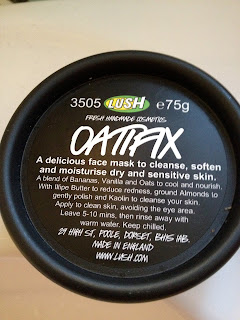 3505 LUSH e75g
FRESH HANDMADE COSMETICS
OATIFIX
A delicious face mask to cleanse, soften
and moisturise dry and sensitive skin.
A blend of Bananas, Vanilla and Oats to cool and nourish.
With Illipe Butter to reduce redness, ground Almonds to
gently polish and Kaolin to cleanse your skin.
Apply to clean skin, avoiding the eye area.
Leave 5-10 mins, then rinse away with
warm water. Keep chilled.
29 HIGH ST, POOLE, DORSET, BH15 1AB.
MADE IN ENGLAND
WWW.LUSH.COM